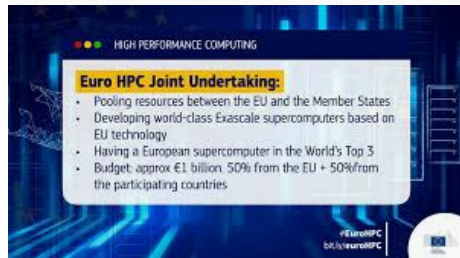 HIGH PERFORMANCE COMPUTING
Euro HPC Joint Undertaking:
• Pooling resources between the EU and the Member States
• Developing world-class Exascale supercomputers based on
EU technology
• Having a European supercomputer in the World's Top 3
• Budget: approx €1 billion. 50% from the EU + 50%from
the participating countries
#EuroHPC
bit.ly/euroHPC